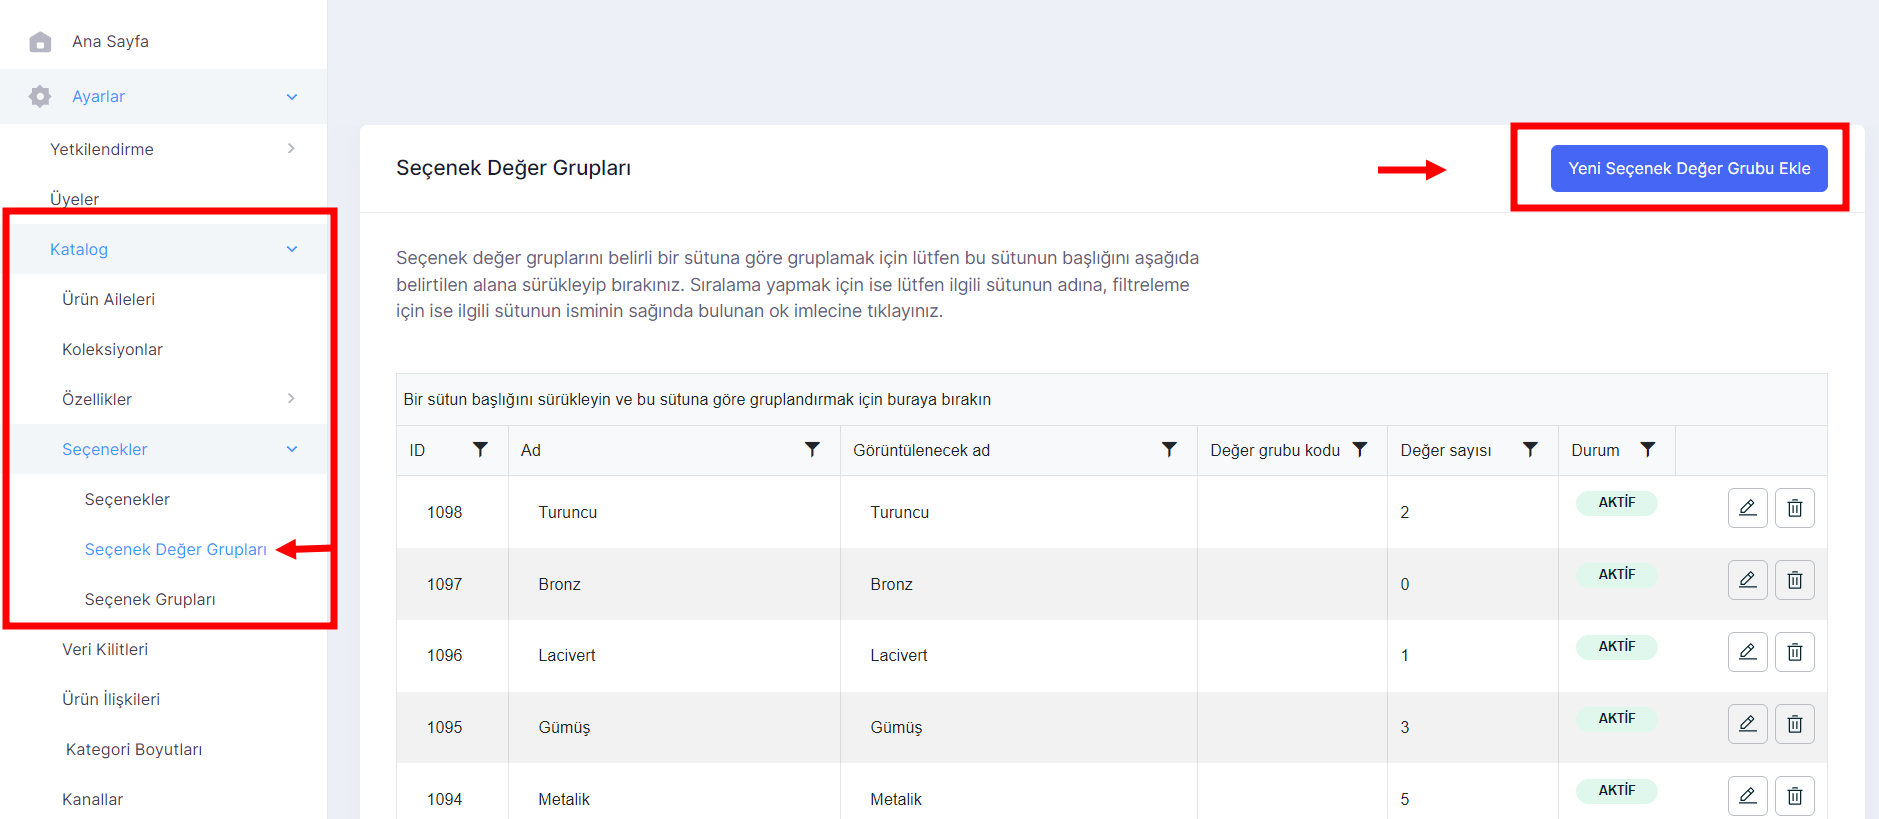 Ana Sayfa
Ayarlar
Yetkilendirme
Üyeler
Katalog
Ürün Aileleri
Koleksiyonlar
Özellikler
Seçenekler
Seçenekler
Seçenek Değer Grupları
Seçenek Grupları
Veri Kilitleri
Ürün İlişkileri
Kategori Boyutları
Kanallar
Seçenek Değer Grupları
Yeni Seçenek Değer Grubu Ekle
Seçenek değer gruplarını belirli bir sütuna göre gruplamak için lütfen bu sütunun başlığını aşağıda
belirtilen alana sürükleyip bırakınız. Sıralama yapmak için ise lütfen ilgili sütunun adına, filtreleme
için ise ilgili sütunun isminin sağında bulunan ok imlecine tıklayınız.
Bir sütun başlığını sürükleyin ve bu sütuna göre gruplandırmak için buraya bırakın
ID Ad Görüntülenecek ad Değer grubu kodu Değer sayısı Durum
1098 Turuncu Turuncu 2 AKTİF
1097 Bronz Bronz 0 AKTİF
1096 Lacivert Lacivert 1 AKTİF
1095 Gümüş Gümüş 3 AKTİF
1094 Metalik Metalik 5 AKTİF